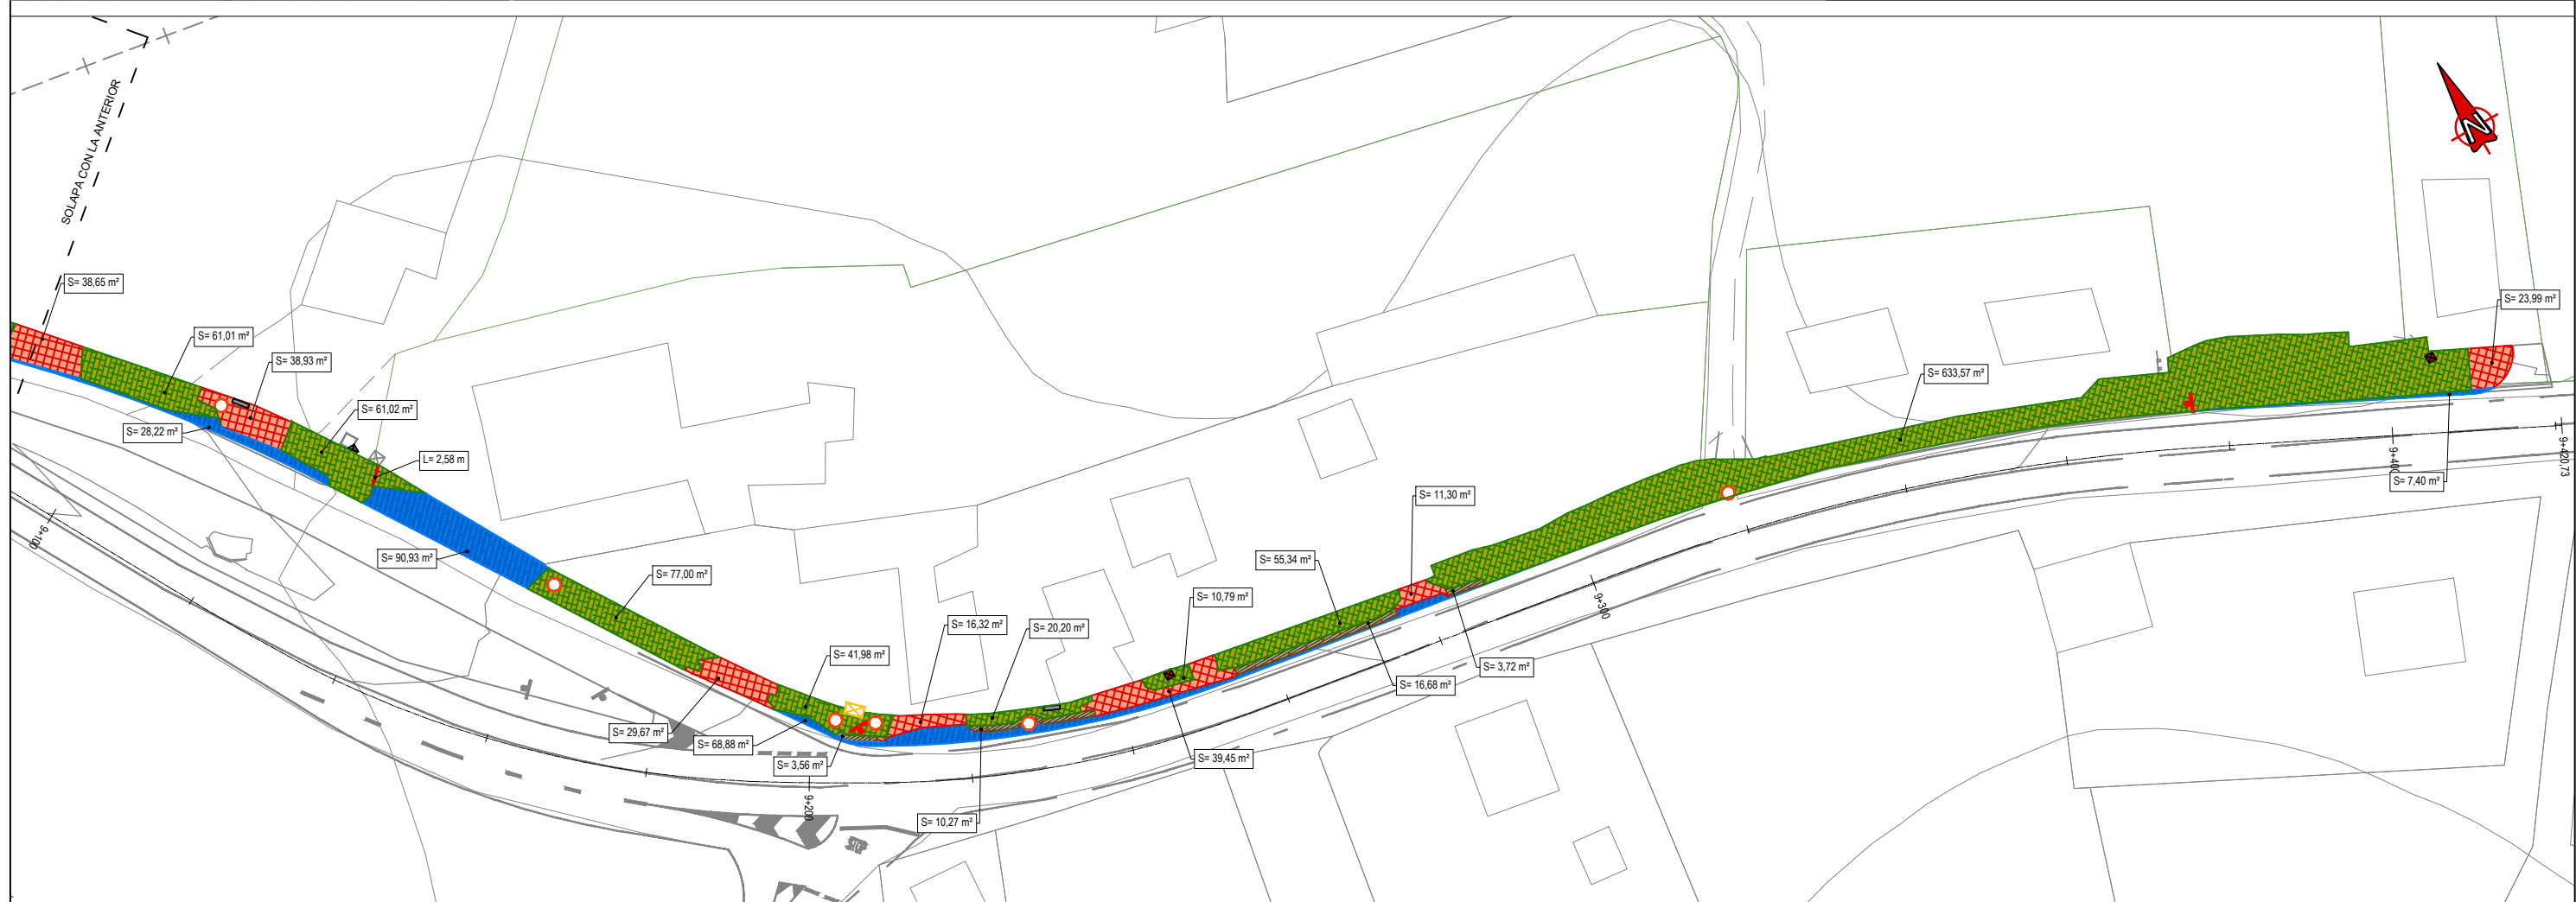 SOLAPA CON LA ANTERIOR
N
S= 38,65 m²
S= 61,01 m²
S= 38,93 m²
S= 61,02 m²
S= 28,22 m²
L= 2,58 m
S= 90,93 m²
S= 77,00 m²
S= 41,98 m²
S= 16,32 m²
S= 20,20 m²
S= 10,79 m²
S= 55,34 m²
S= 11,30 m²
S= 633,57 m²
S= 23,99 m²
S= 7,40 m²
S= 3,72 m²
S= 16,68 m²
S= 39,45 m²
S= 29,67 m²
S= 68,88 m²
S= 3,56 m²
S= 10,27 m²
9+100
9+200
9+300
9+400
9+420,73